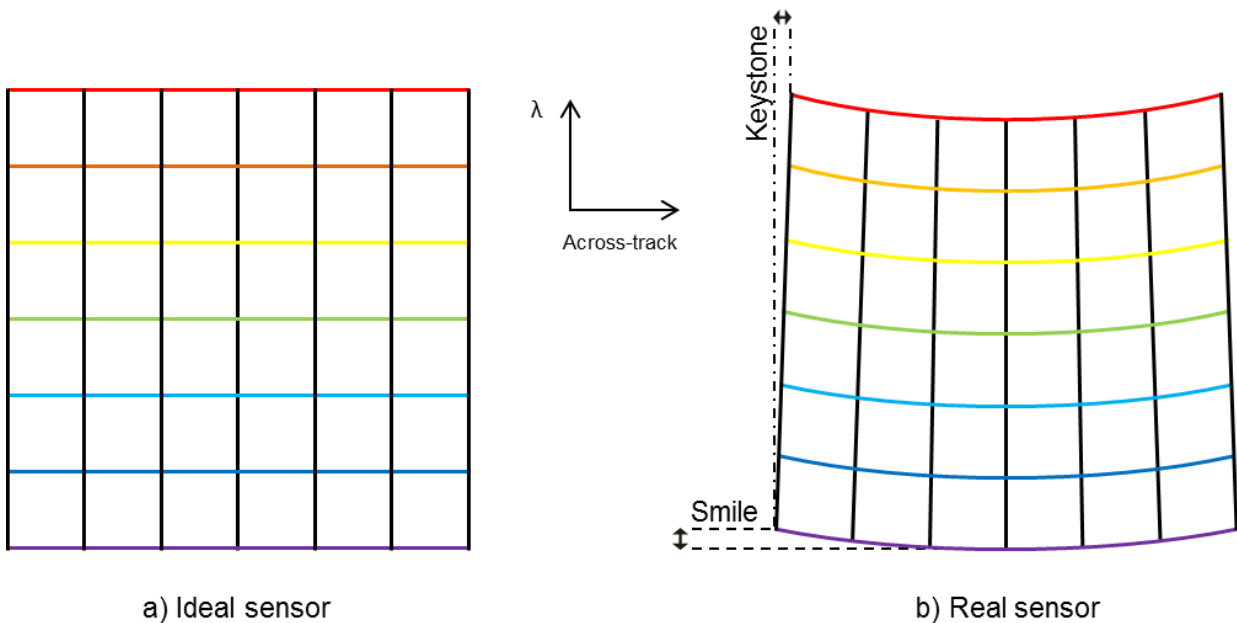 Keystone
λ
Across-track
Smile
a) Ideal sensor
b) Real sensor